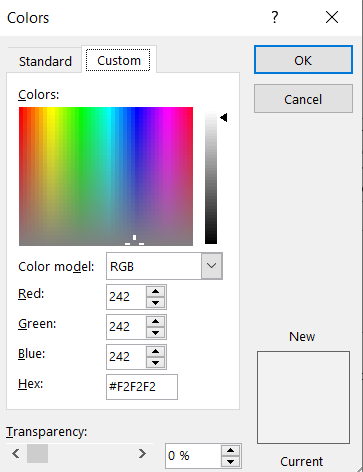 Colors ? ×
Standard Custom
OK
Cancel
Colors:
Color model: RGB
Red: 242
Green: 242
Blue: 242
Hex: #F2F2F2
New
Transparency:
0 %
Current